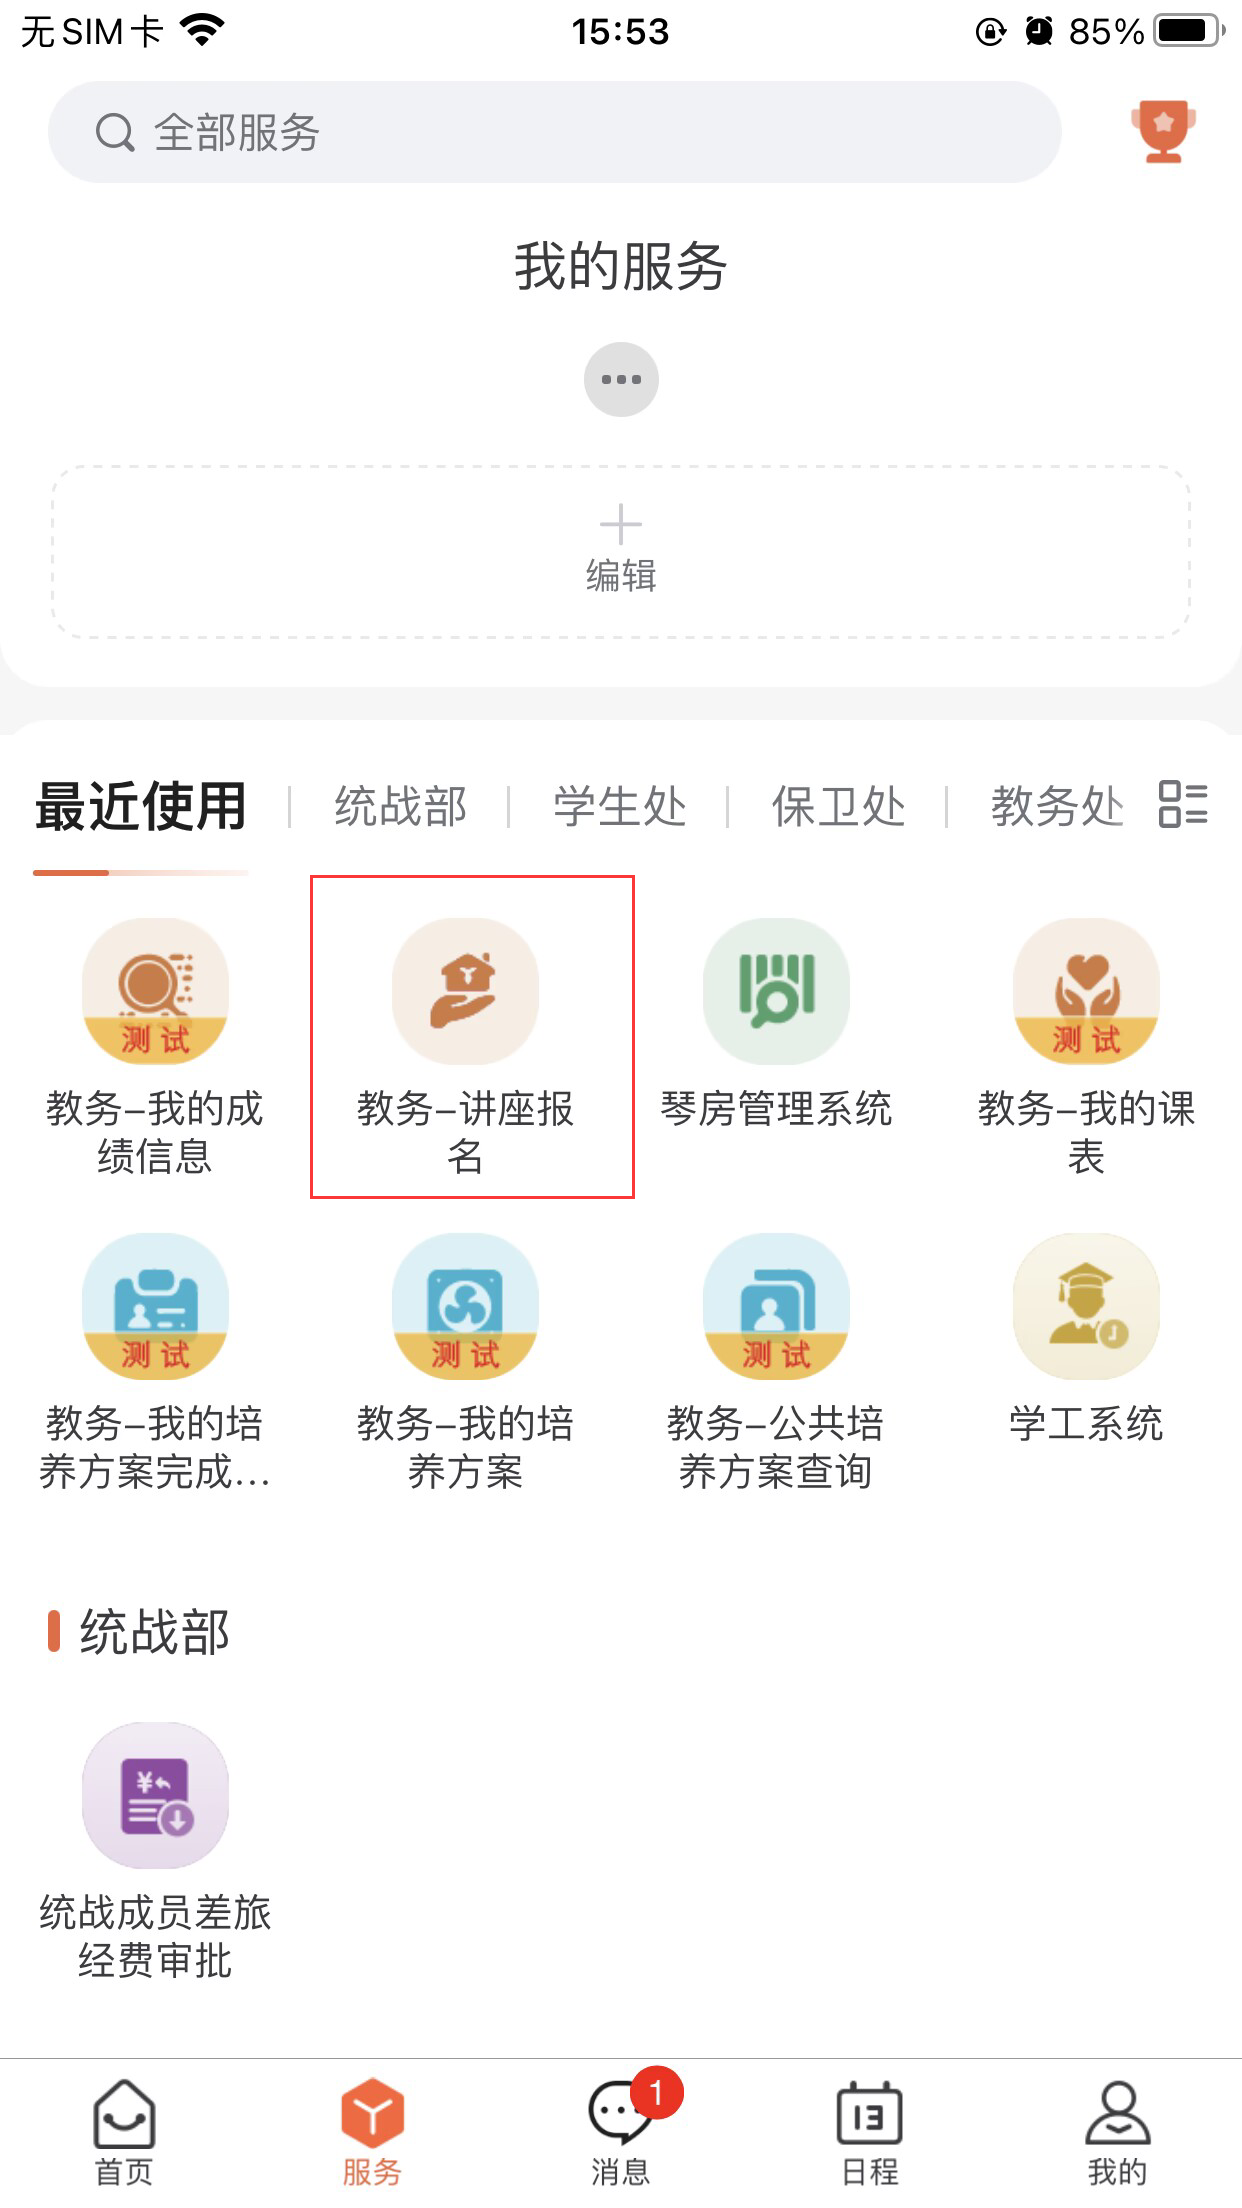 无SIM卡 15:53 85%
全部服务
我的服务
编辑
最近使用 统战部 学生处 保卫处 教务处
测试 测试
教务-我的成 教务-讲座报 琴房管理系统 教务-我的课
绩信息 名 表
测试 测试 测试
教务-我的培 教务-我的培 教务-公共培 学工系统
养方案完成... 养方案 养方案查询
统战部
¥
统战成员差旅
经费审批
1
13
首页 服务 消息 日程 我的